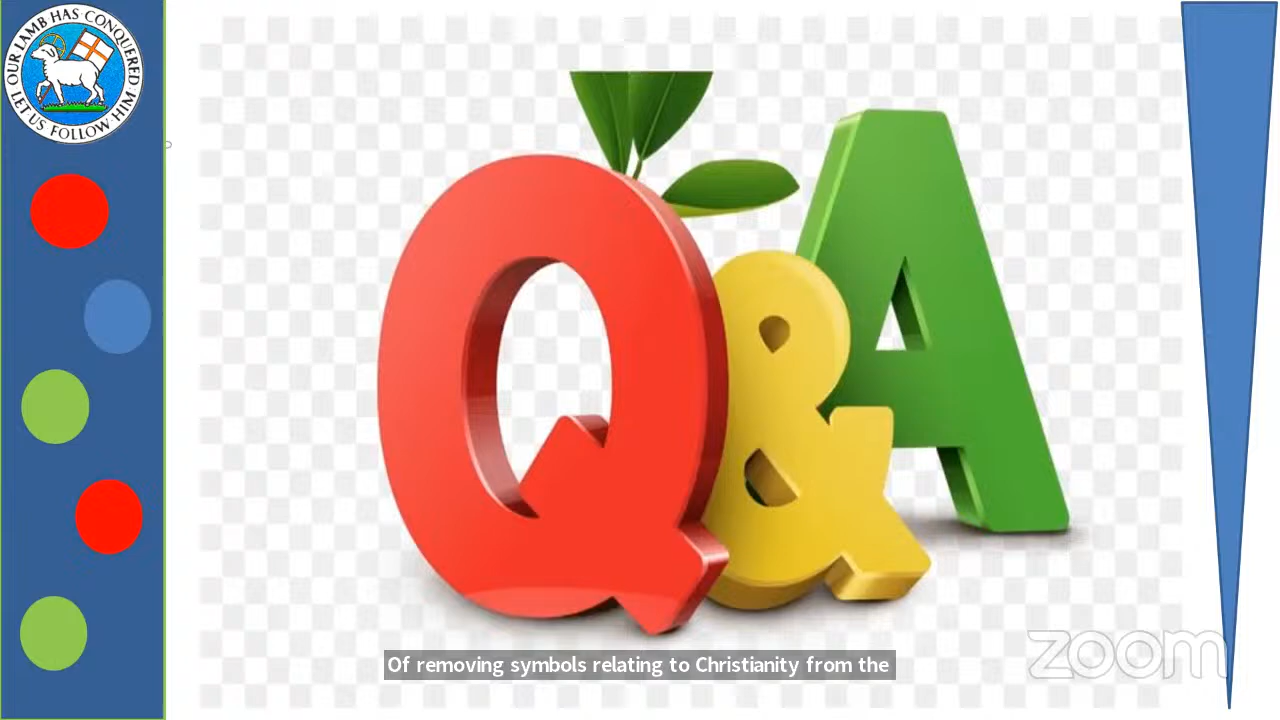 OUR LAMB HAS CONQUERED
LET US FOLLOW HIM
Q&A
Of removing symbols relating to Christianity from the
zoom